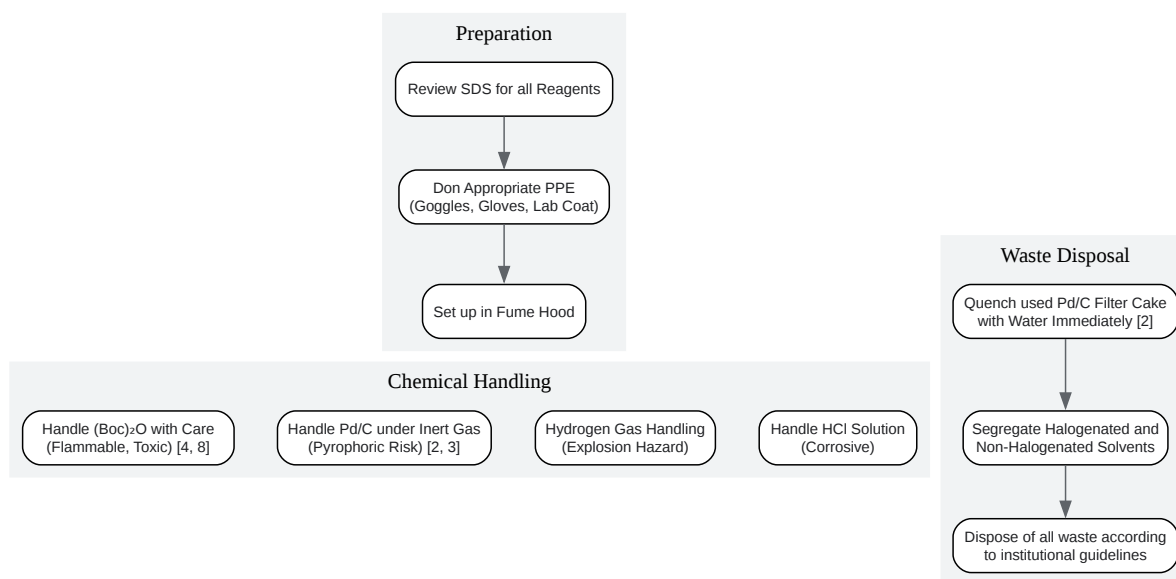 Preparation
Review SDS for all Reagents
Don Appropriate PPE
(Goggles, Gloves, Lab Coat)
Set up in Fume Hood
Chemical Handling
Handle (Boc)₂O with Care
(Flammable, Toxic) [4, 8]
Handle Pd/C under Inert Gas
(Pyrophoric Risk) [2, 3]
Hydrogen Gas Handling
(Explosion Hazard)
Handle HCl Solution
(Corrosive)
Waste Disposal
Quench used Pd/C Filter Cake
with Water Immediately [2]
Segregate Halogenated and
Non-Halogenated Solvents
Dispose of all waste according
to institutional guidelines